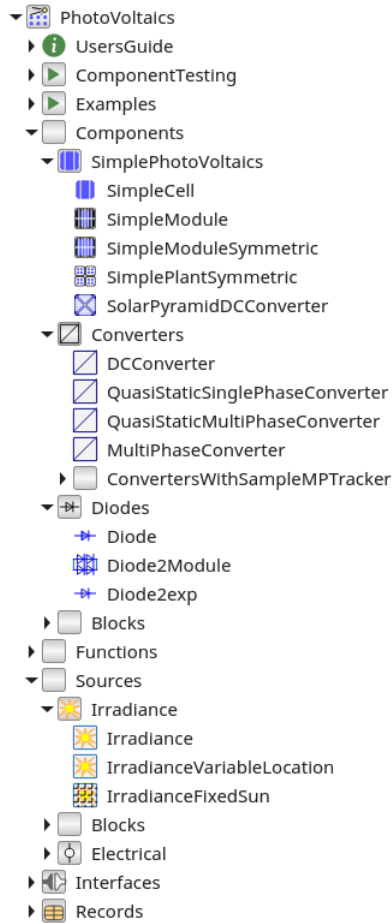 PhotoVoltaics
UsersGuide
ComponentTesting
Examples
Components
SimplePhotoVoltaics
SimpleCell
SimpleModule
SimpleModuleSymmetric
SimplePlantSymmetric
SolarPyramidDCConverter
Converters
DCConverter
QuasiStaticSinglePhaseConverter
QuasiStaticMultiPhaseConverter
MultiPhaseConverter
ConvertersWithSampleMPTracker
Diodes
Diode
Diode2Module
Diode2exp
Blocks
Functions
Sources
Irradiance
Irradiance
IrradianceVariableLocation
IrradianceFixedSun
Blocks
Electrical
Interfaces
Records